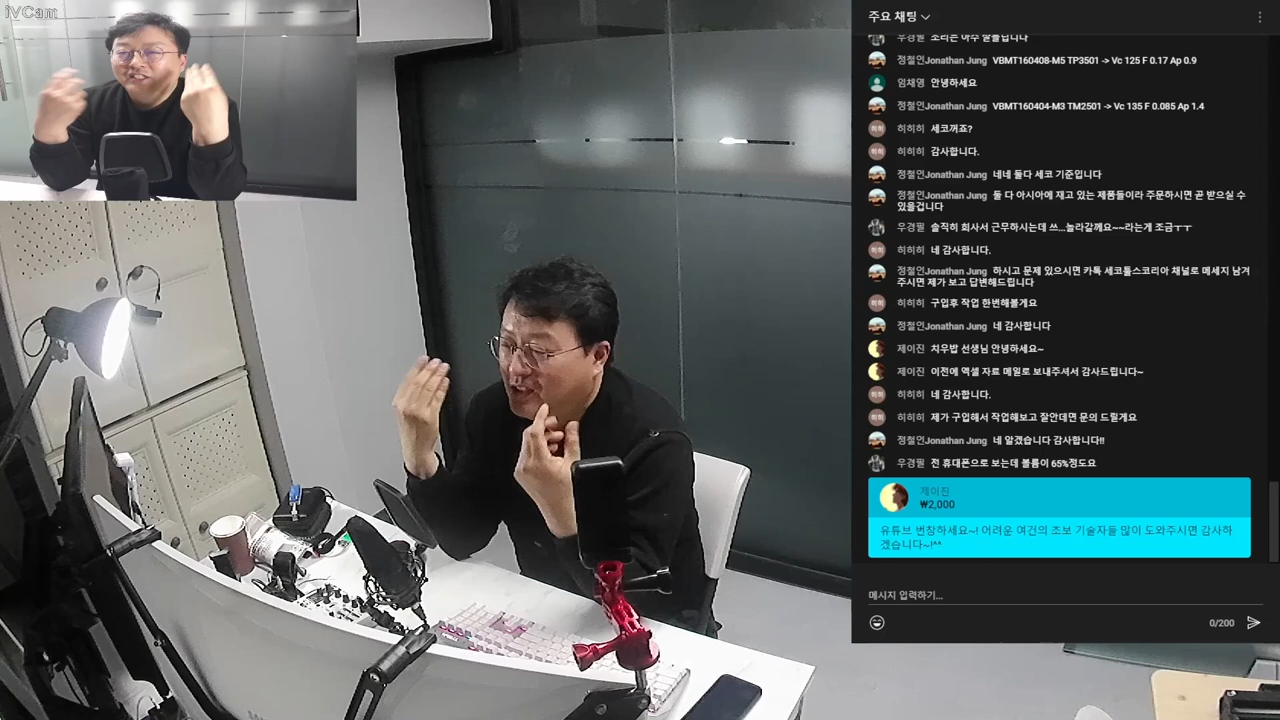 iVCam
주요 채팅
우경필 소리는 아주 잘들립니다
정철인Jonathan Jung VBMT160408-M5 TP3501 -> Vc 125 F 0.17 Ap 0.9
임채영 안녕하세요
정철인Jonathan Jung VBMT160404-M3 TM2501 -> Vc 135 F 0.085 Ap 1.4
히히 히히히 세코꺼죠?
히히 히히히 감사합니다.
정철인Jonathan Jung 네네 둘다 세코 기준입니다
정철인Jonathan Jung 둘 다 아시아에 재고 있는 제품들이라 주문하시면 곧 받으실 수
있을겁니다
우경필 솔직히 회사서 근무하시는데 쓰...놀라갈께요~~라는게 조금ㅜㅜ
히히 히히히 네 감사합니다.
정철인Jonathan Jung 하시고 문제 있으시면 카톡 세코툴스코리아 채널로 메세지 남겨
주시면 제가 보고 답변해드립니다
히히 히히히 구입후 작업 한변해볼게요
정철인Jonathan Jung 네 감사합니다
제이진 치우밥 선생님 안녕하세요~
제이진 이전에 엑셀 자료 메일로 보내주셔서 감사드립니다~
히히 히히히 네 감사합니다.
히히 히히히 제가 구입해서 작업해보고 잘안데면 문의 드릴게요
정철인Jonathan Jung 네 알겠습니다 감사합니다!!
우경필 전 휴대폰으로 보는데 볼륨이 65%정도요
제이진
₩2,000
유튜브 번창하세요~! 어려운 여건의 초보 기술자들 많이 도와주시면 감사하
겠습니다~!^^
메시지 입력하기...
0/200